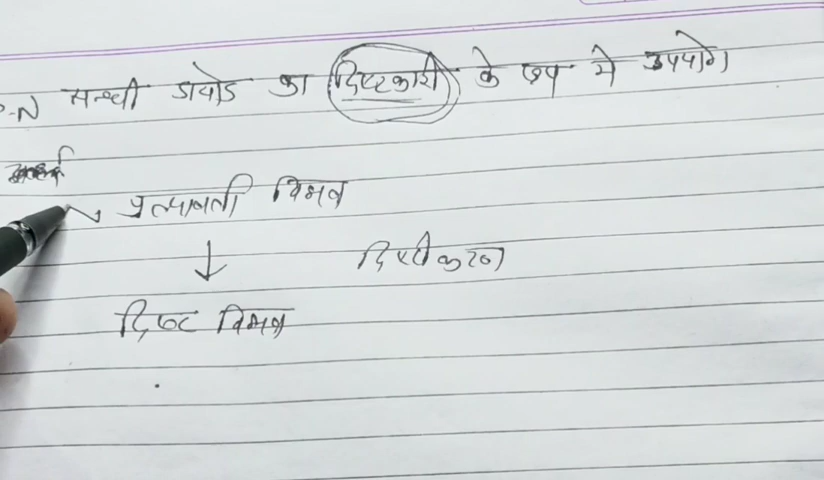 P-N सन्धी डायोड का दिष्टकारी के रूप में उपयोग
प्रत्यावर्ती विभव
↓ दिष्टीकरण
दिष्ट विभव